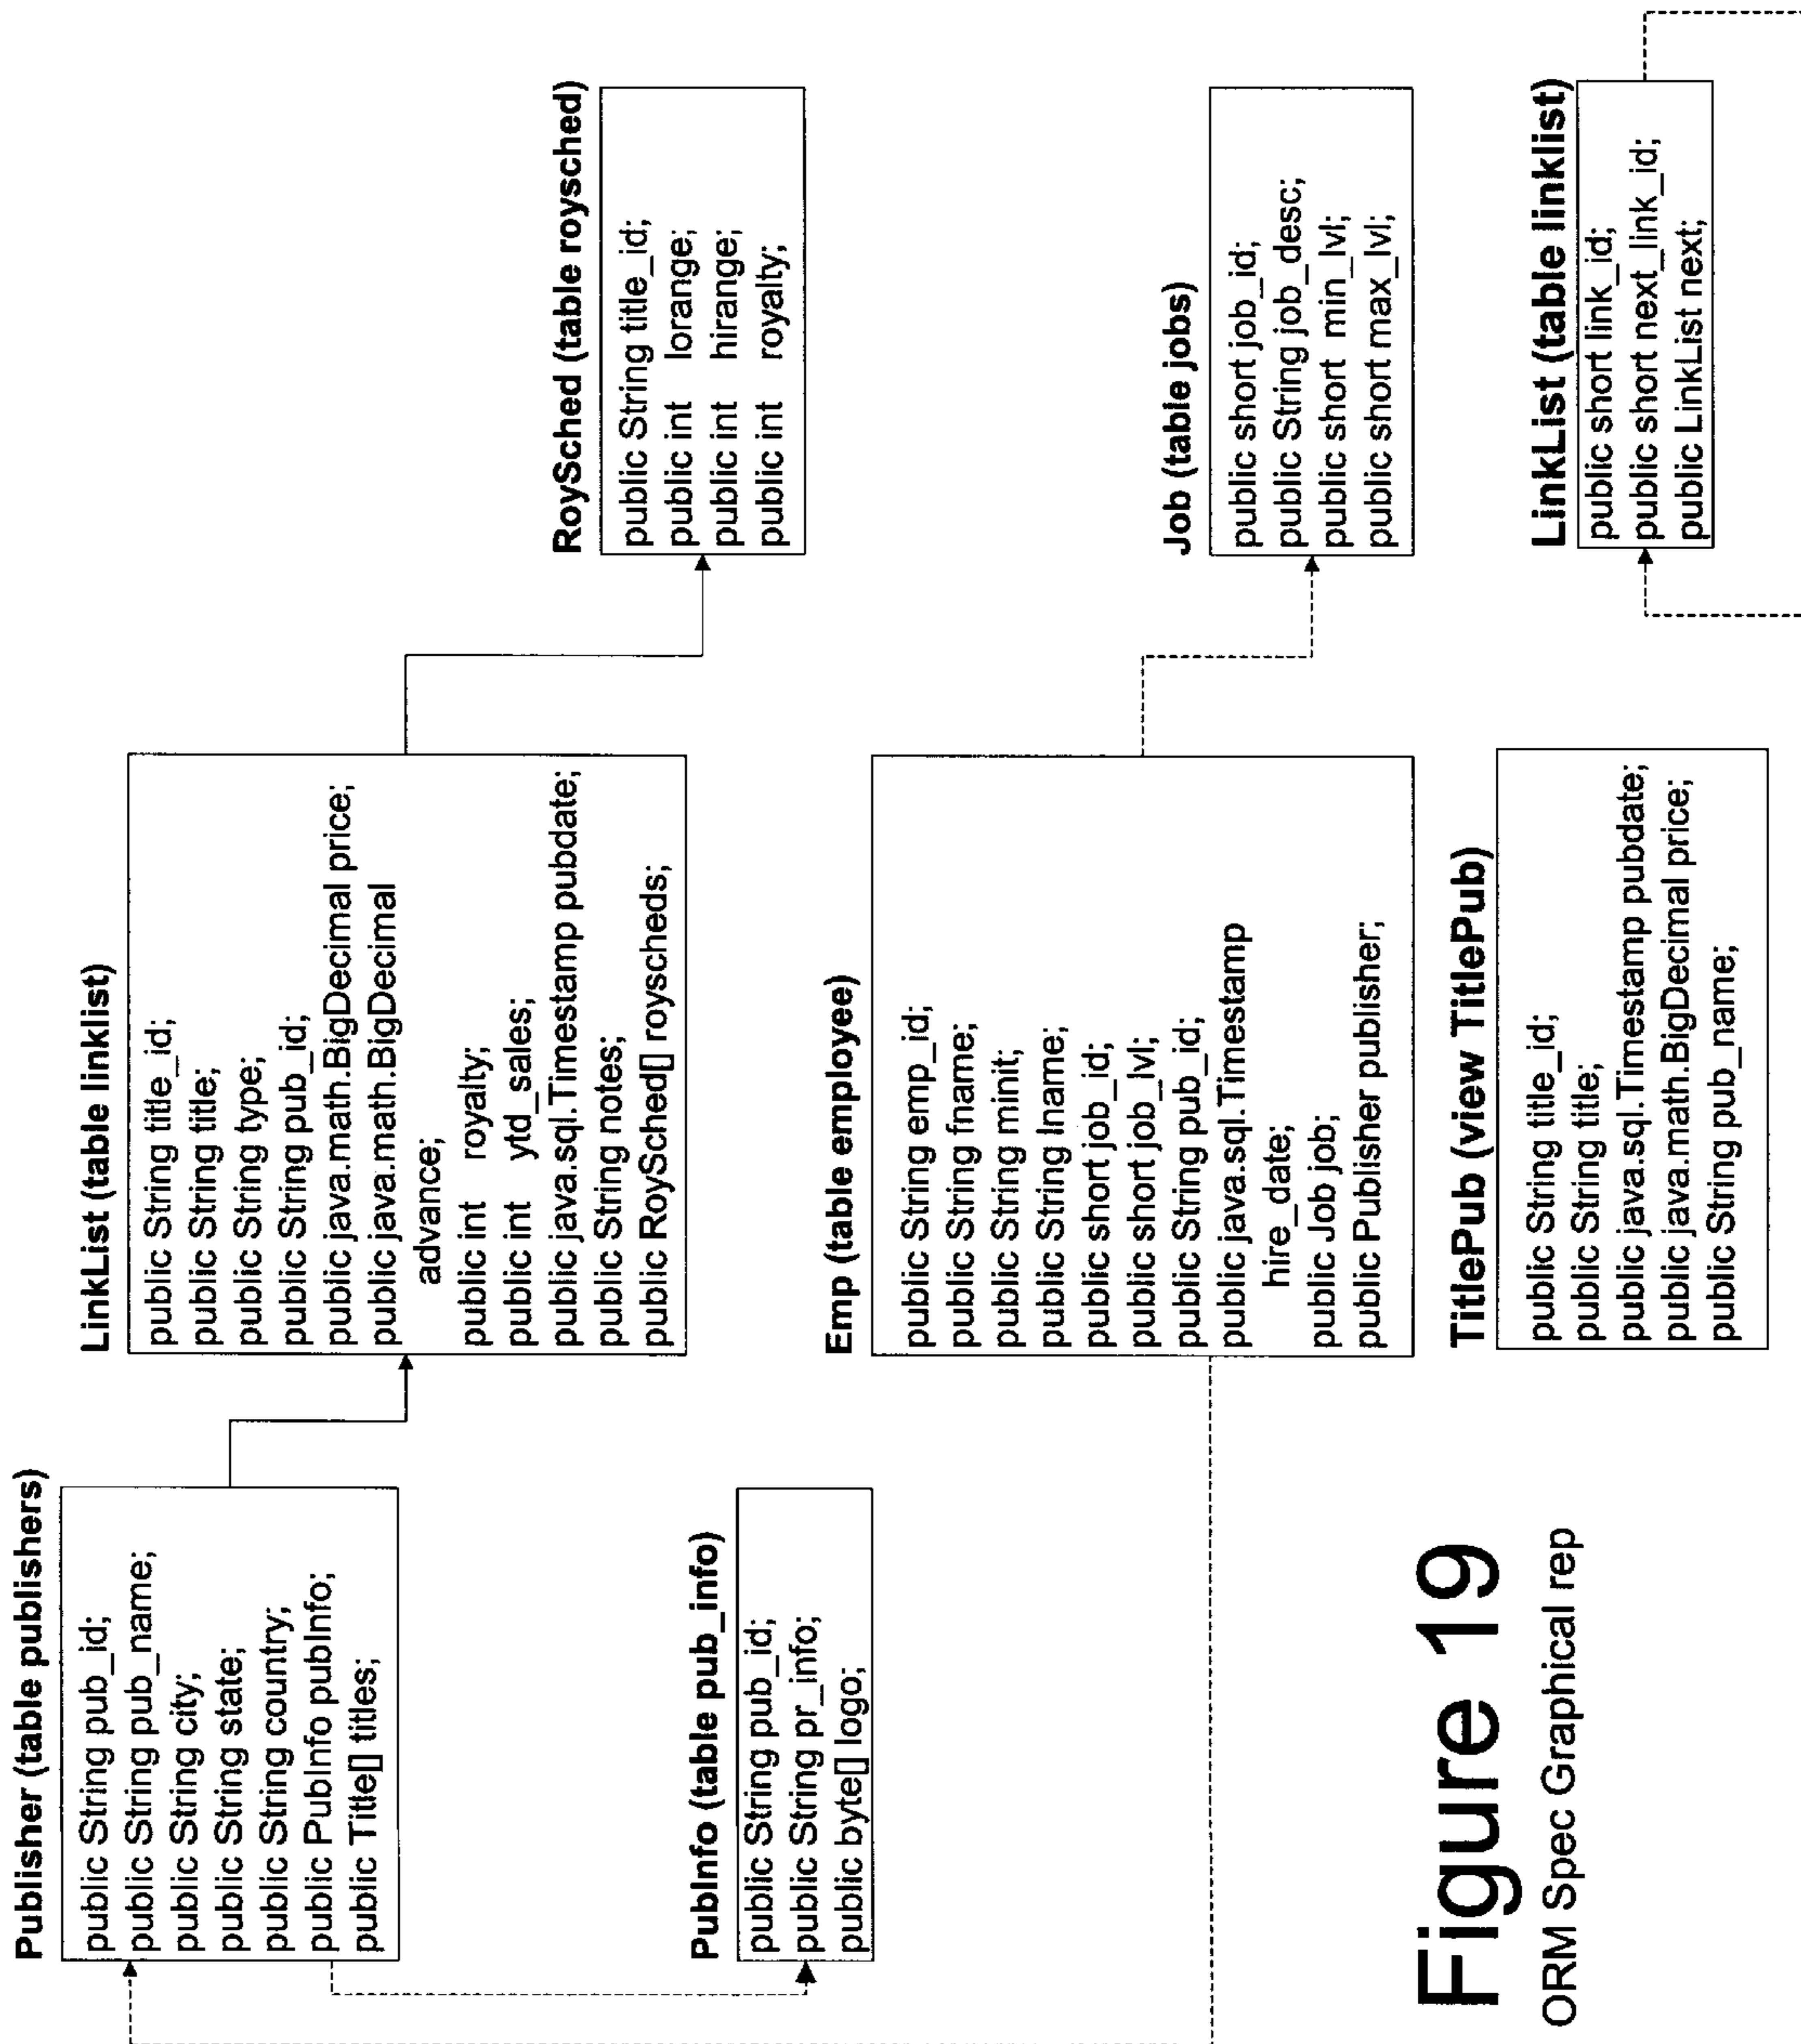 Publisher (table publishers)
public String pub_id;
public String pub_name;
public String city;
public String state;
public String country;
public PubInfo pubInfo;
public Title[] titles;
LinkList (table linklist)
public String title_id;
public String title;
public String type;
public String pub_id;
public java.math.BigDecimal price;
public java.math.BigDecimal
advance;
public int royalty;
public int ytd_sales;
public java.sql.Timestamp pubdate;
public String notes;
public RoySched[] royscheds;
RoySched (table roysched)
public String title_id;
public int lorange;
public int hirange;
public int royalty;
PubInfo (table pub_info)
public String pub_id;
public String pr_info;
public byte[] logo;
Emp (table employee)
public String emp_id;
public String fname;
public String minit;
public String lname;
public short job_id;
public short job_lvl;
public String pub_id;
public java.sql.Timestamp
hire_date;
public Job job;
public Publisher publisher;
Job (table jobs)
public short job_id;
public String job_desc;
public short min_lvl;
public short max_lvl;
TitlePub (view TitlePub)
public String title_id;
public String title;
public java.sql.Timestamp pubdate;
public java.math.BigDecimal price;
public String pub_name;
LinkList (table linklist)
public short link_id;
public short next_link_id;
public LinkList next;
Figure 19
ORM Spec Graphical rep